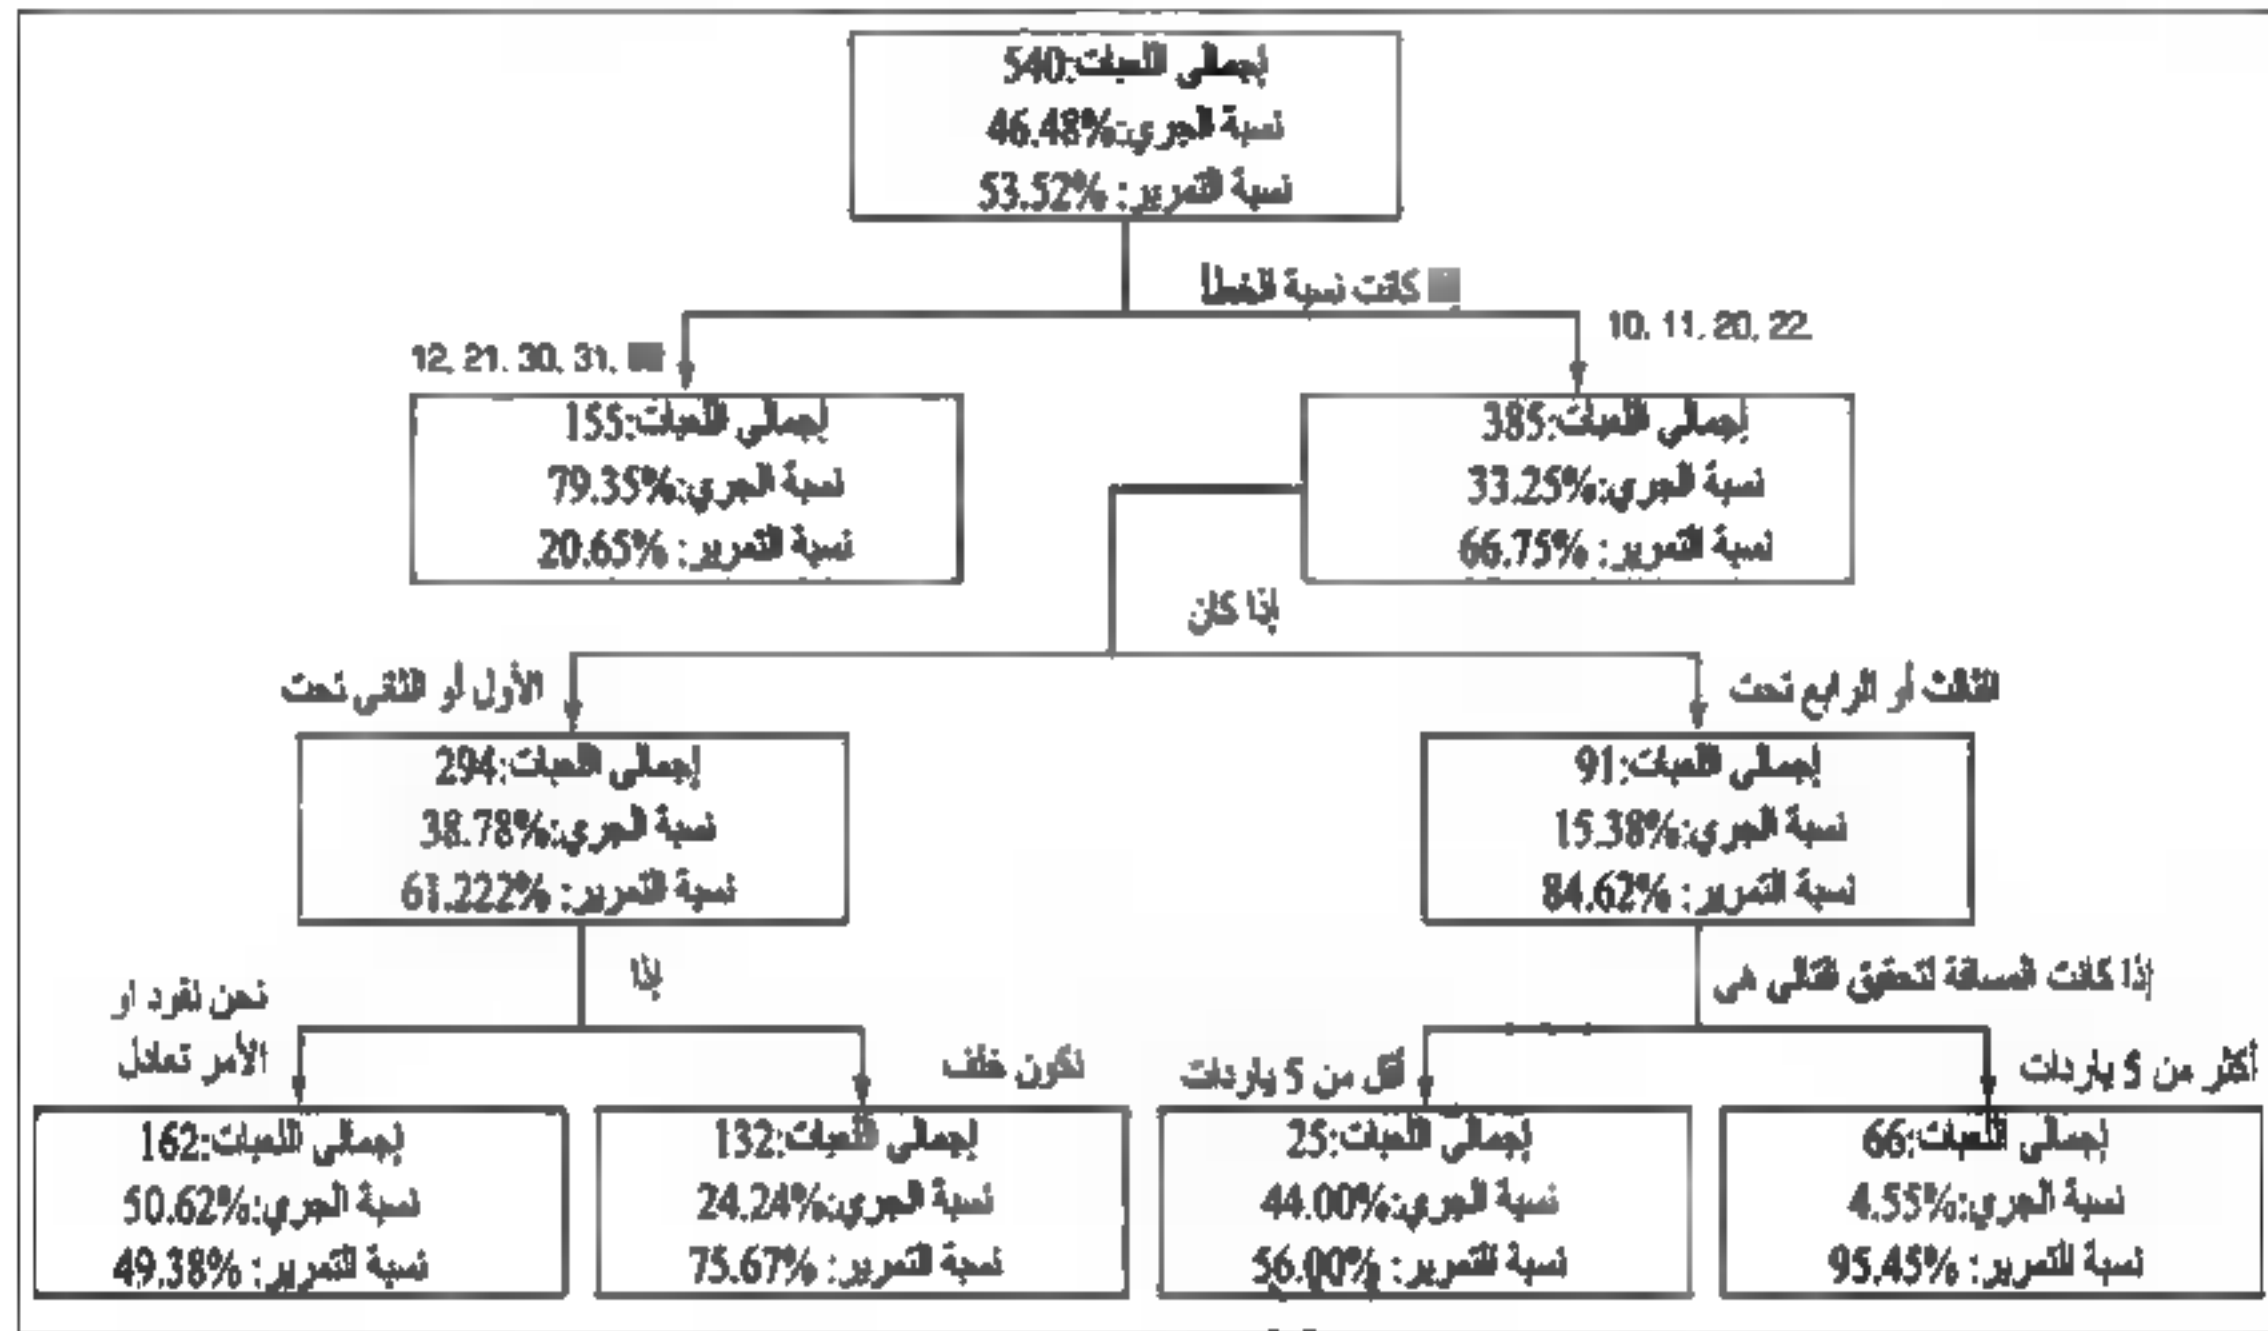 إجمالي اللعبات:540
نسبة الجري:46.48%
نسبة التمرير: 53.52%
كانت نسبة الخطأ
10, 11, 20, 22
12, 21, 30, 31,
إجمالي اللعبات:155
نسبة الجري:79.35%
نسبة التمرير: 20.65%
إجمالي اللعبات:385
نسبة الجري:33.25%
نسبة التمرير: 66.75%
إذا كان
الأول أو الثاني تحت
الثالث أو الرابع تحت
إجمالي اللعبات:294
نسبة الجري:38.78%
نسبة التمرير: 61.222%
إجمالي اللعبات:91
نسبة الجري:15.38%
نسبة التمرير: 84.62%
إذا
إذا كانت المسافة لتحقيق التالي هي
نحن نقود او
الأمر تعادل
نكون خلف
أقل من 5 ياردات
أكثر من 5 ياردات
إجمالي اللعبات:162
نسبة الجري:50.62%
نسبة التمرير: 49.38%
إجمالي اللعبات:132
نسبة الجري:24.24%
نسبة التمرير: 75.67%
إجمالي اللعبات:25
نسبة الجري:44.00%
نسبة التمرير: 56.00%
إجمالي اللعبات:66
نسبة الجري:4.55%
نسبة التمرير: 95.45%